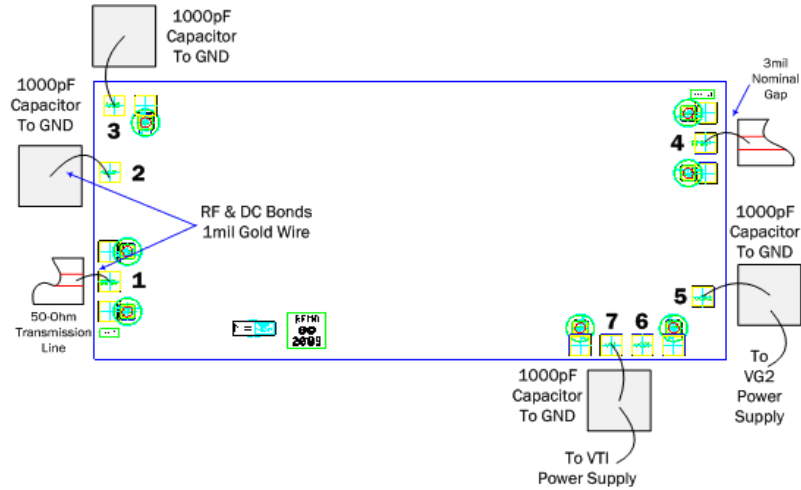 1000pF
Capacitor
To GND
3mil
Nominal
Gap
1000pF
Capacitor
To GND
3
4
2
RF & DC Bonds
1mil Gold Wire
1000pF
Capacitor
To GND
1
5
50-Ohm
Transmission
Line
RFMD
2009
7
6
1000pF
Capacitor
To GND
To
VG2
Power
Supply
To VTI
Power Supply